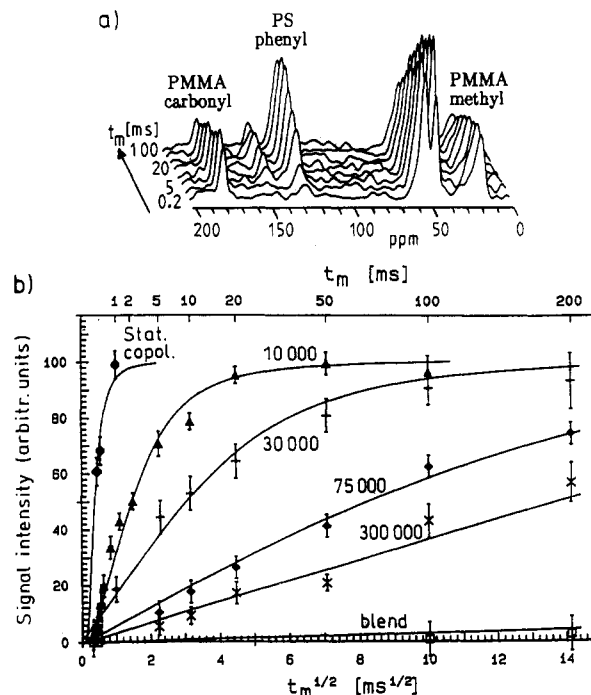 a)
PS
phenyl
PMMA
carbonyl
PMMA
methyl
t_m [ms]
100
20
5
0.2
200 150 100 50 0
ppm
t_m [ms]
b)
1 2 5 10 20 50 100 200
Stat.
copol.
10 000
30 000
75 000
300 000
blend
Signal intensity (arbitr. units)
100
80
60
40
20
0
0 2 4 6 8 10 12 14
t_m^1/2 [ms^1/2]